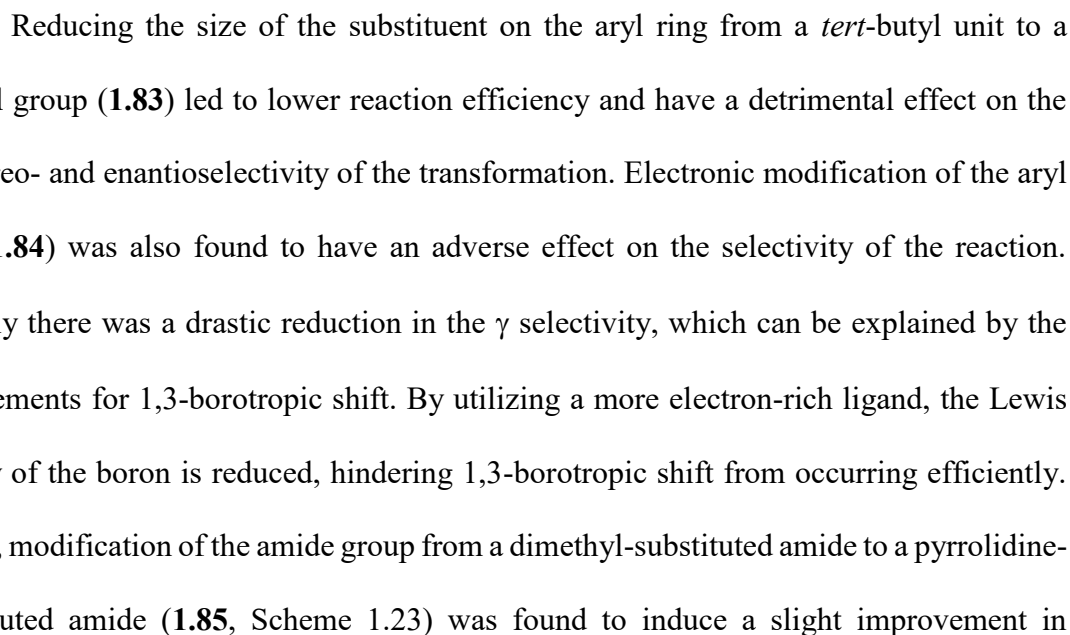 Reducing the size of the substituent on the aryl ring from a tert-butyl unit to a
group (1.83) led to lower reaction efficiency and have a detrimental effect on the
eo- and enantioselectivity of the transformation. Electronic modification of the aryl
.84) was also found to have an adverse effect on the selectivity of the reaction.
y there was a drastic reduction in the γ selectivity, which can be explained by the
ements for 1,3-borotropic shift. By utilizing a more electron-rich ligand, the Lewis
of the boron is reduced, hindering 1,3-borotropic shift from occurring efficiently.
, modification of the amide group from a dimethyl-substituted amide to a pyrrolidine-
uted amide (1.85, Scheme 1.23) was found to induce a slight improvement in